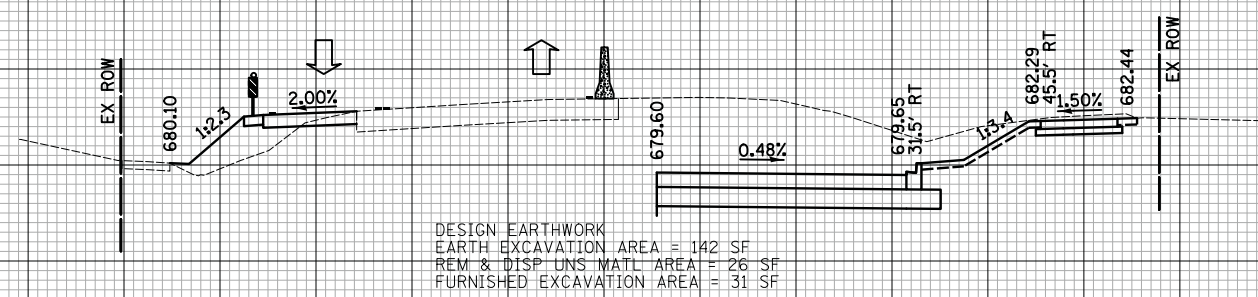 EX ROW
680.10
1:2.3
2.00%
679.60
0.48%
679.65
31.5' RT
1:3.4
682.29
45.5' RT
1.50%
682.44
EX ROW
DESIGN EARTHWORK
EARTH EXCAVATION AREA = 142 SF
REM & DISP UNS MATL AREA = 26 SF
FURNISHED EXCAVATION AREA = 31 SF